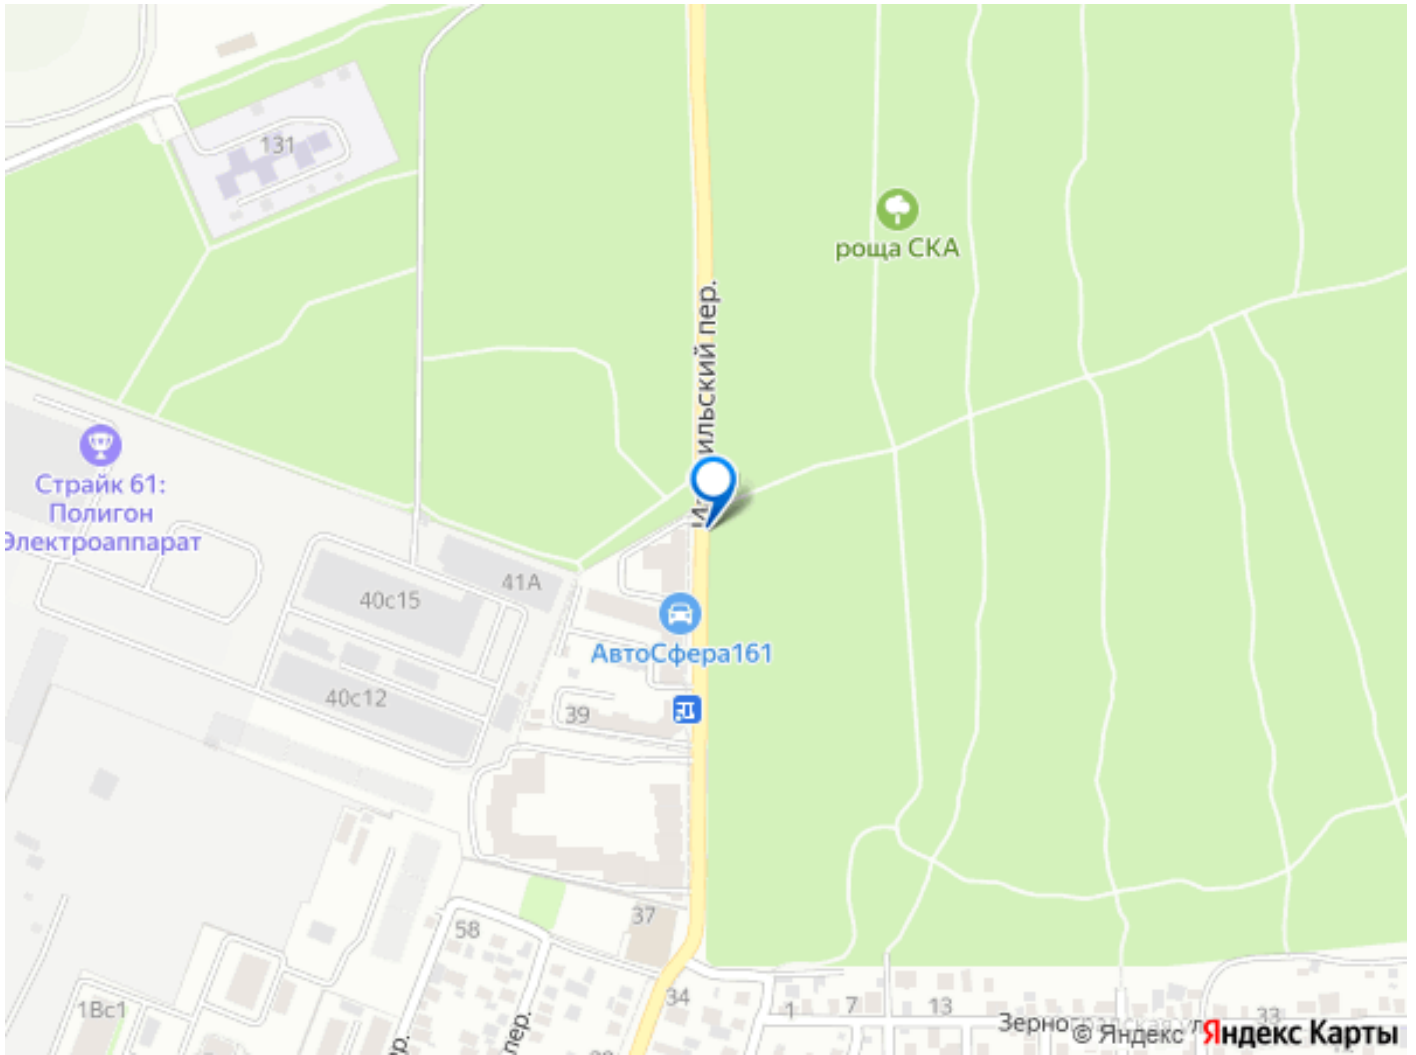 131
роща СКА
Страйк 61:
Полигон
Электроаппарат
41А
40с15
АвтоСфера161
40с12
39
37
58
34
1
7
13
33
1Вс1
пер.
© Яндекс
Яндекс Карты